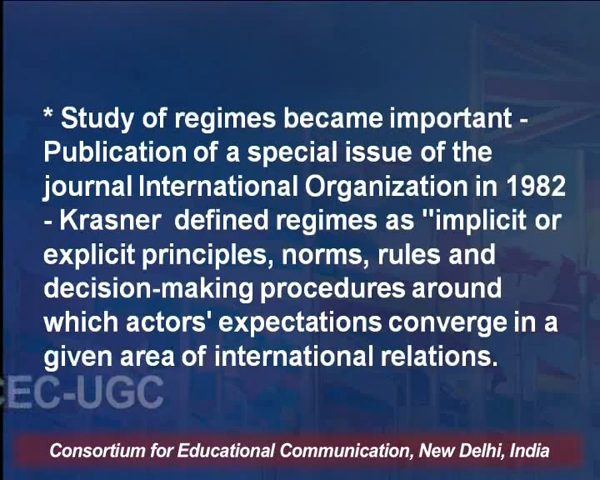 * Study of regimes became important -
Publication of a special issue of the
journal International Organization in 1982
- Krasner defined regimes as "implicit or
explicit principles, norms, rules and
decision-making procedures around
which actors' expectations converge in a
given area of international relations.
CEC-UGC
Consortium for Educational Communication, New Delhi, India